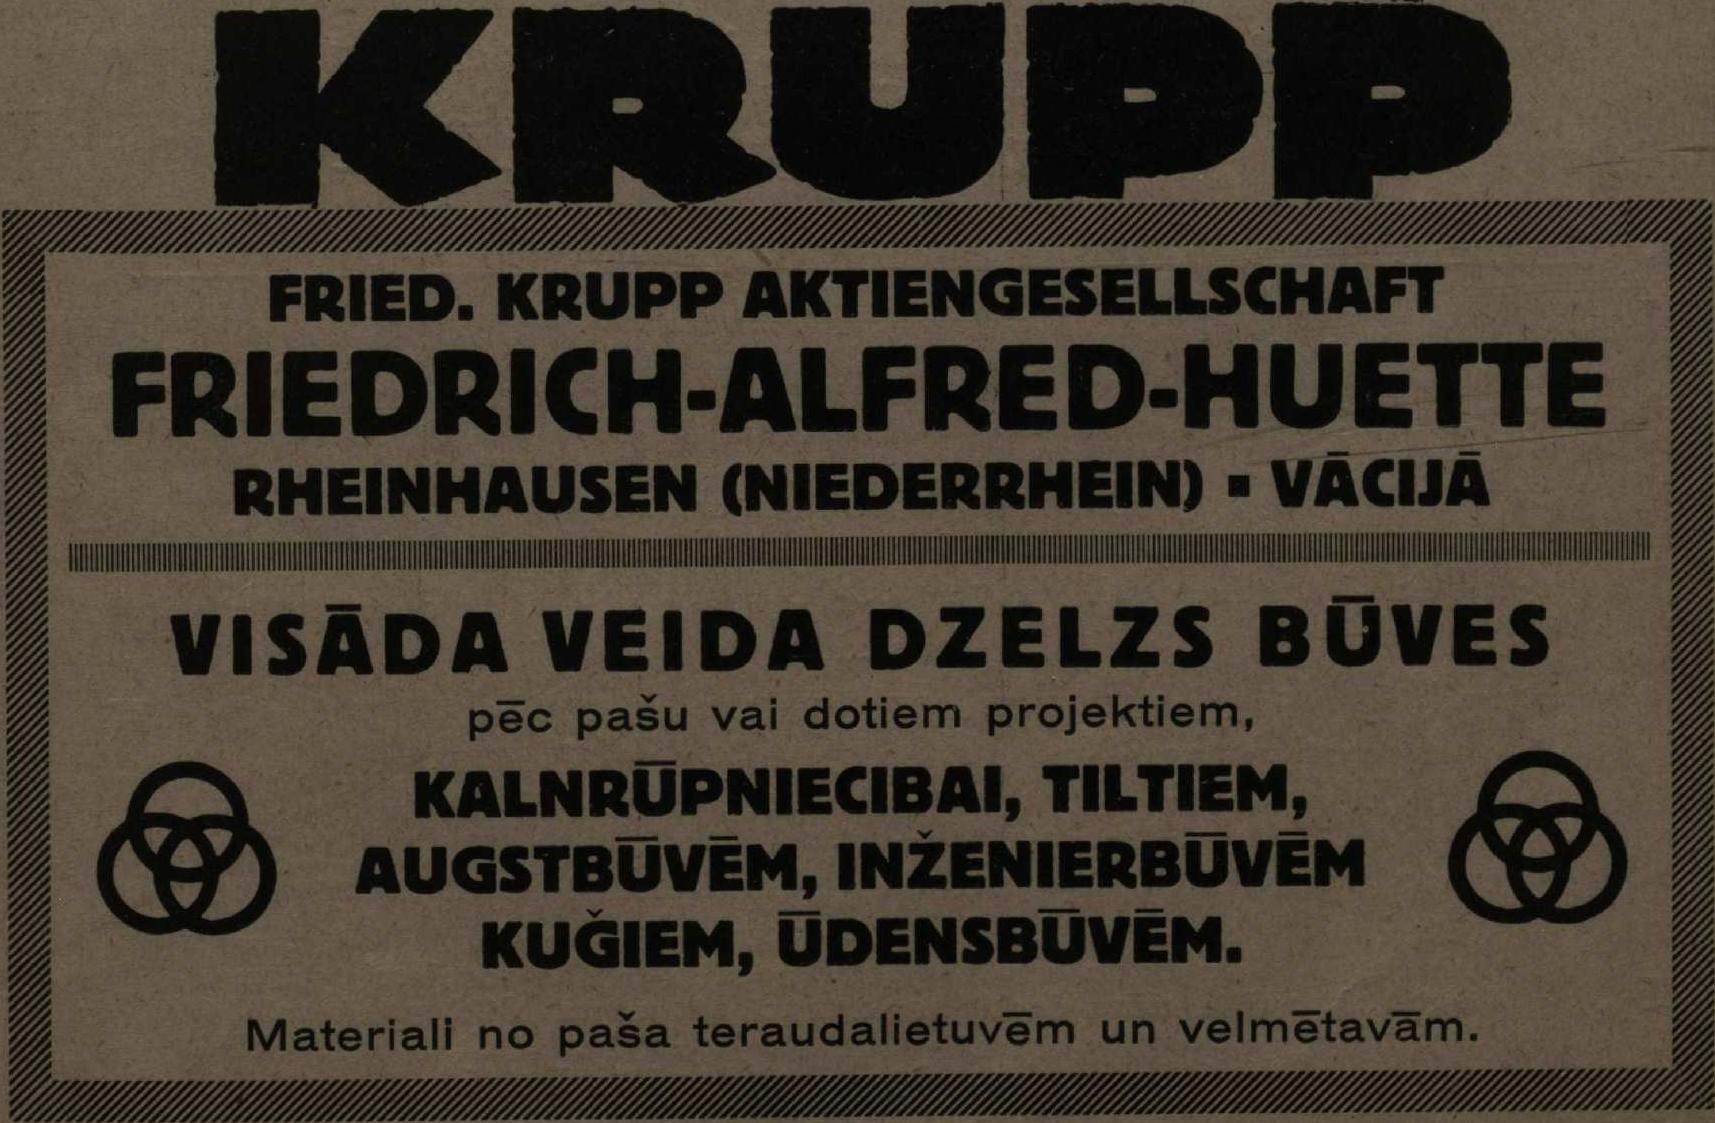 KRUPP
FRIED. KRUPP AKTIENGESELLSCHAFT
FRIEDRICH-ALFRED-HUETTE
RHEINHAUSEN (NIEDERRHEIN) ▪ VĀCIJĀ
VISĀDA VEIDA DZELZS BŪVES
pēc pašu vai dotiem projektiem,
KALNRŪPNIECIBAI, TILTIEM,
AUGSTBŪVĒM, INŽENIERBŪVĒM
KUǦIEM, ŪDENSBŪVĒM.
Materiali no paša teraudalietuvēm un velmētavām.